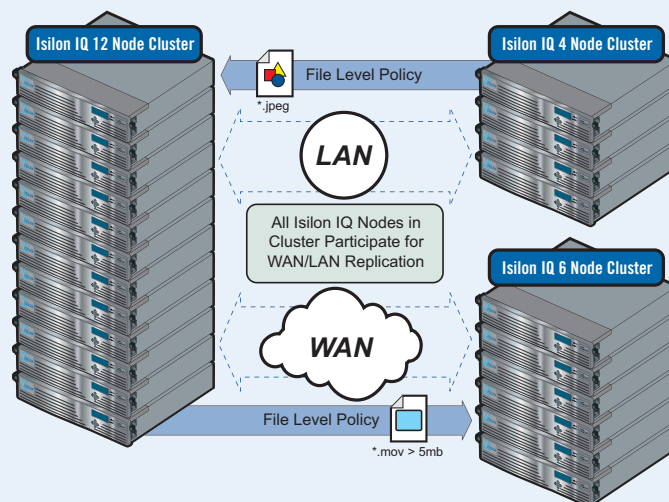 Isilon IQ 12 Node Cluster
Isilon IQ 4 Node Cluster
File Level Policy
*.jpeg
LAN
All Isilon IQ Nodes in
Cluster Participate for
WAN/LAN Replication
Isilon IQ 6 Node Cluster
WAN
File Level Policy
*.mov > 5mb